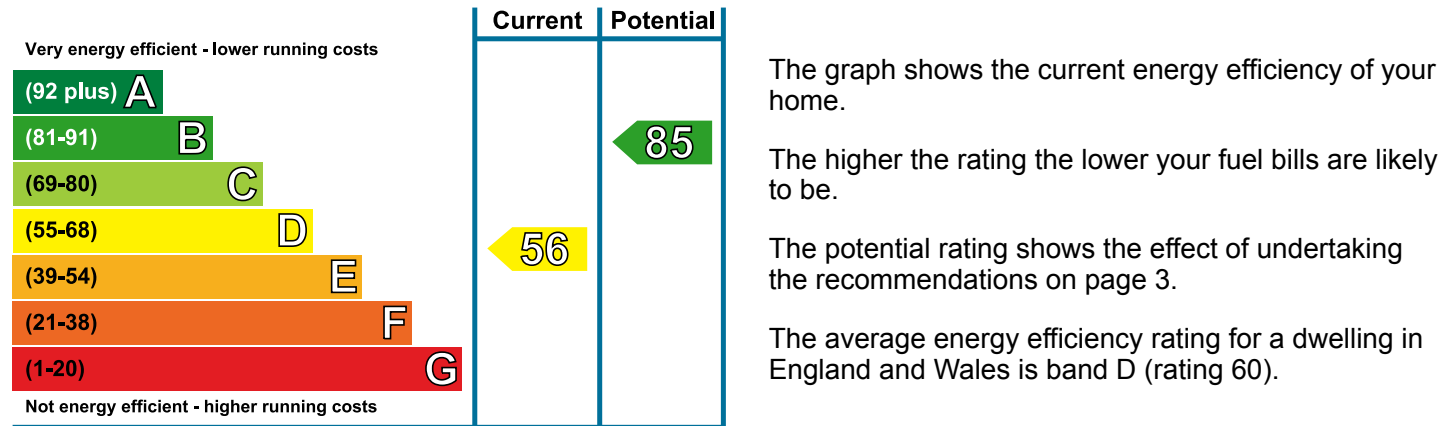 Current Potential
Very energy efficient - lower running costs
(92 plus) A
(81-91) B
85
(69-80) C
(55-68) D
56
(39-54) E
(21-38) F
(1-20) G
Not energy efficient - higher running costs
The graph shows the current energy efficiency of your
home.
The higher the rating the lower your fuel bills are likely
to be.
The potential rating shows the effect of undertaking
the recommendations on page 3.
The average energy efficiency rating for a dwelling in
England and Wales is band D (rating 60).